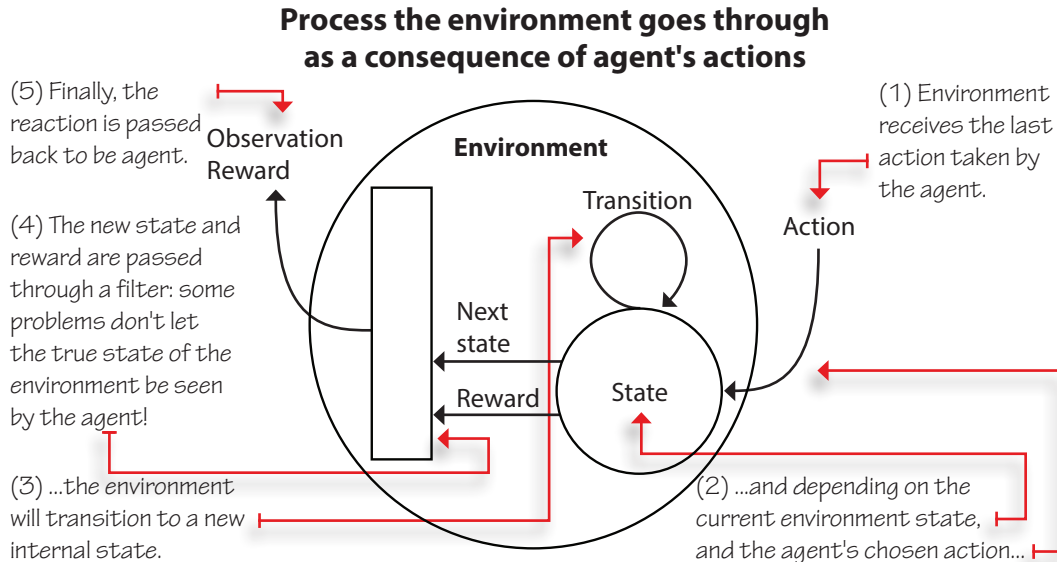 Process the environment goes through
as a consequence of agent's actions
(5) Finally, the
reaction is passed
back to be agent.
Observation
Reward
Environment
(1) Environment
receives the last
action taken by
the agent.
Transition
Action
(4) The new state and
reward are passed
through a filter: some
problems don't let
the true state of the
environment be seen
by the agent!
Next
state
Reward
State
(3) ...the environment
will transition to a new
internal state.
(2) ...and depending on the
current environment state,
and the agent's chosen action...